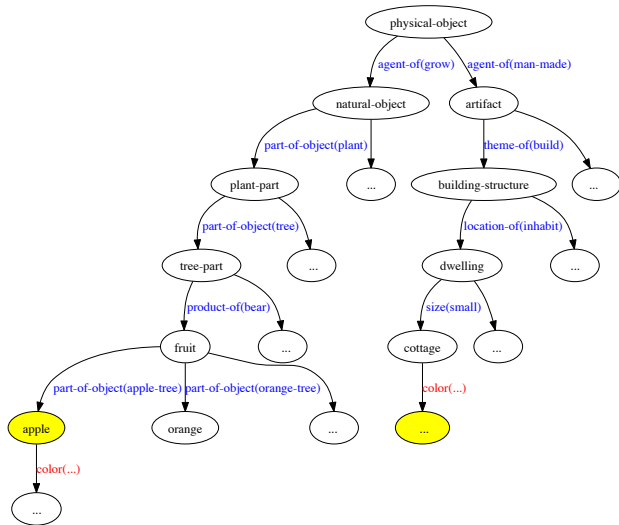 physical-object
agent-of(grow) agent-of(man-made)
natural-object artifact
part-of-object(plant) theme-of(build)
plant-part ... building-structure ...
part-of-object(tree) location-of(inhabit)
tree-part ... dwelling ...
product-of(bear) size(small)
fruit ... cottage ...
part-of-object(apple-tree) part-of-object(orange-tree) color(...)
apple orange ... ...
color(...)
...